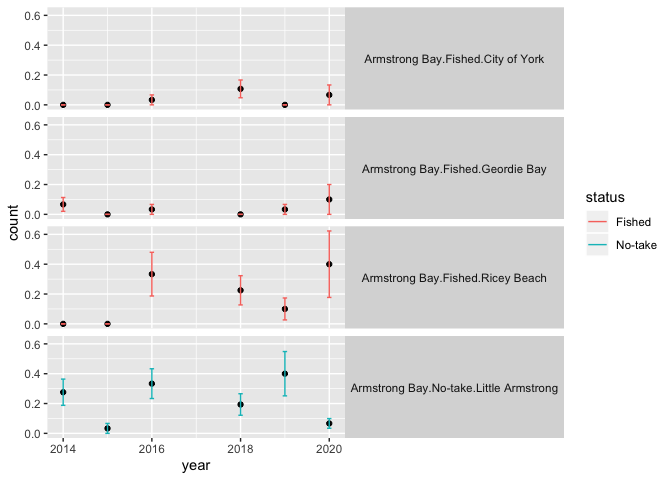 0.6
0.4
0.2
0.0
Armstrong Bay.Fished.City of York
0.6
0.4
0.2
0.0
Armstrong Bay.Fished.Geordie Bay
0.6
0.4
0.2
0.0
Armstrong Bay.Fished.Ricey Beach
0.6
0.4
0.2
0.0
Armstrong Bay.No-take.Little Armstrong
2014
2016
2018
2020
year
count
status
Fished
No-take